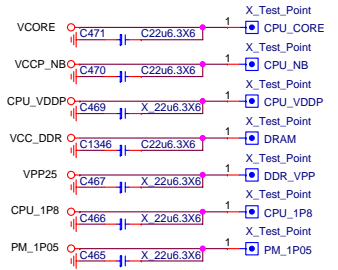 X_Test_Point
VCORE 1 CPU_CORE
C471 C22u6.3X6
X_Test_Point
VCCP_NB 1 CPU_NB
C470 C22u6.3X6
X_Test_Point
CPU_VDDP 1 CPU_VDDP
C469 X_22u6.3X6
X_Test_Point
VCC_DDR 1 DRAM
C1346 C22u6.3X6
X_Test_Point
VPP25 1 DDR_VPP
C467 X_22u6.3X6
X_Test_Point
CPU_1P8 1 CPU_1P8
C466 X_22u6.3X6
X_Test_Point
PM_1P05 1 PM_1P05
C465 X_22u6.3X6